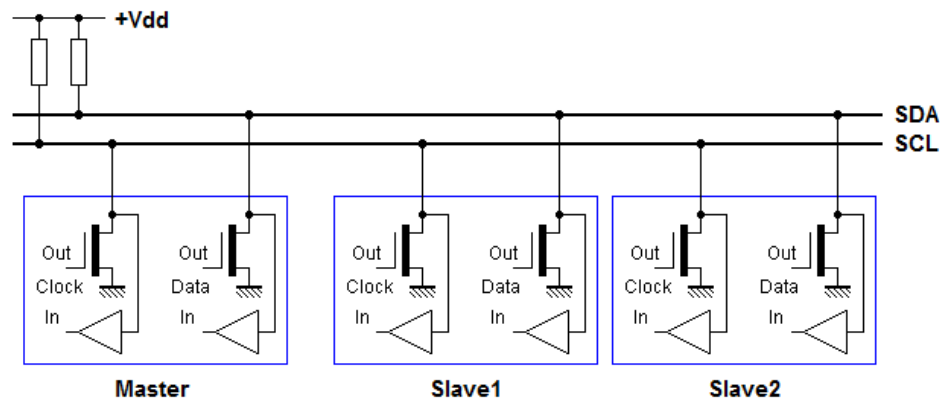 +Vdd
SDA
SCL
Out Out Out Out Out Out
Clock Data Clock Data Clock Data
In In In In In In
Master Slave1 Slave2